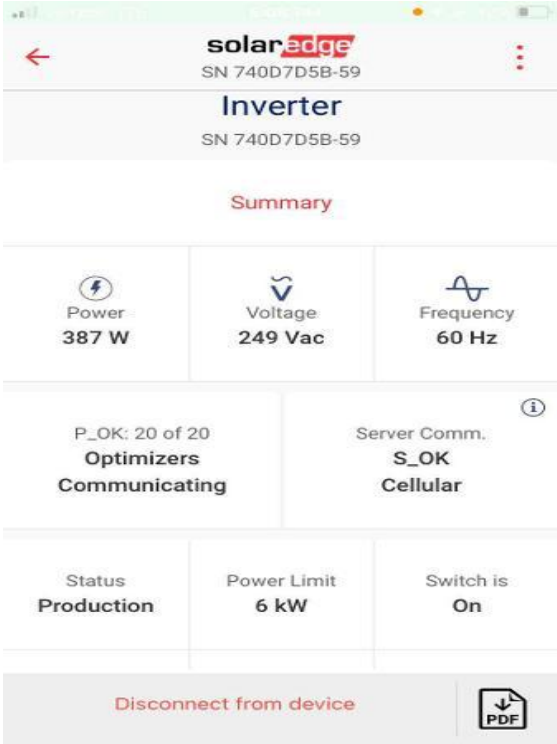 solaredge
SN 740D7D5B-59
Inverter
SN 740D7D5B-59
Summary
Power
387 W
Voltage
249 Vac
Frequency
60 Hz
P_OK: 20 of 20
Optimizers
Communicating
Server Comm.
S_OK
Cellular
Status
Production
Power Limit
6 kW
Switch is
On
Disconnect from device
PDF